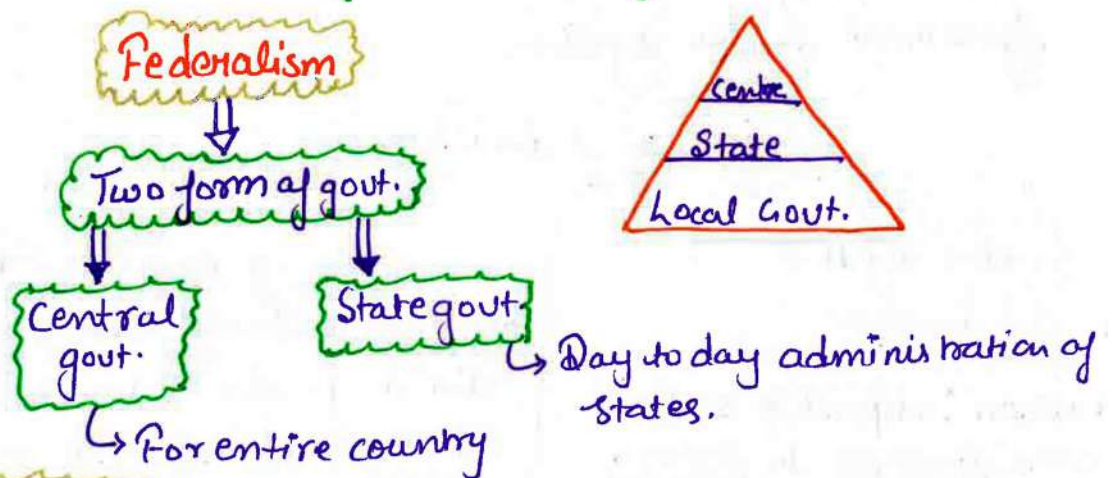 Federalism
Two form of govt.
Central
govt.
State govt.
Day to day administration of
states.
For entire country
Centre
State
Local Govt.